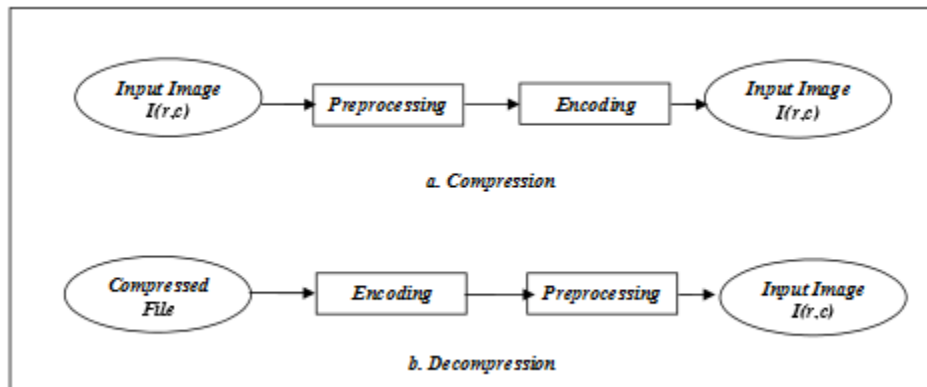 Input Image
I(r,c)
Preprocessing
Encoding
Input Image
I(r,c)
a. Compression
Compressed
File
Encoding
Preprocessing
Input Image
I(r,c)
b. Decompression